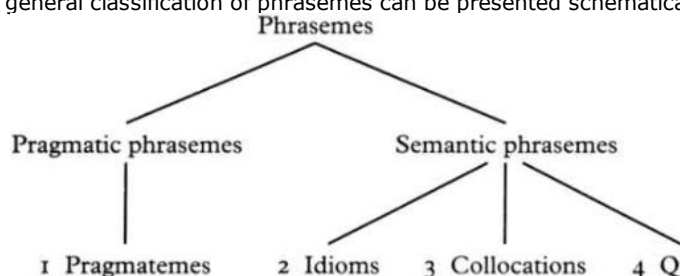 general classification of phrasemes can be presented schematica
Phrasemes
Pragmatic phrasemes Semantic phrasemes
1 Pragmatemes 2 Idioms 3 Collocations 4 Q